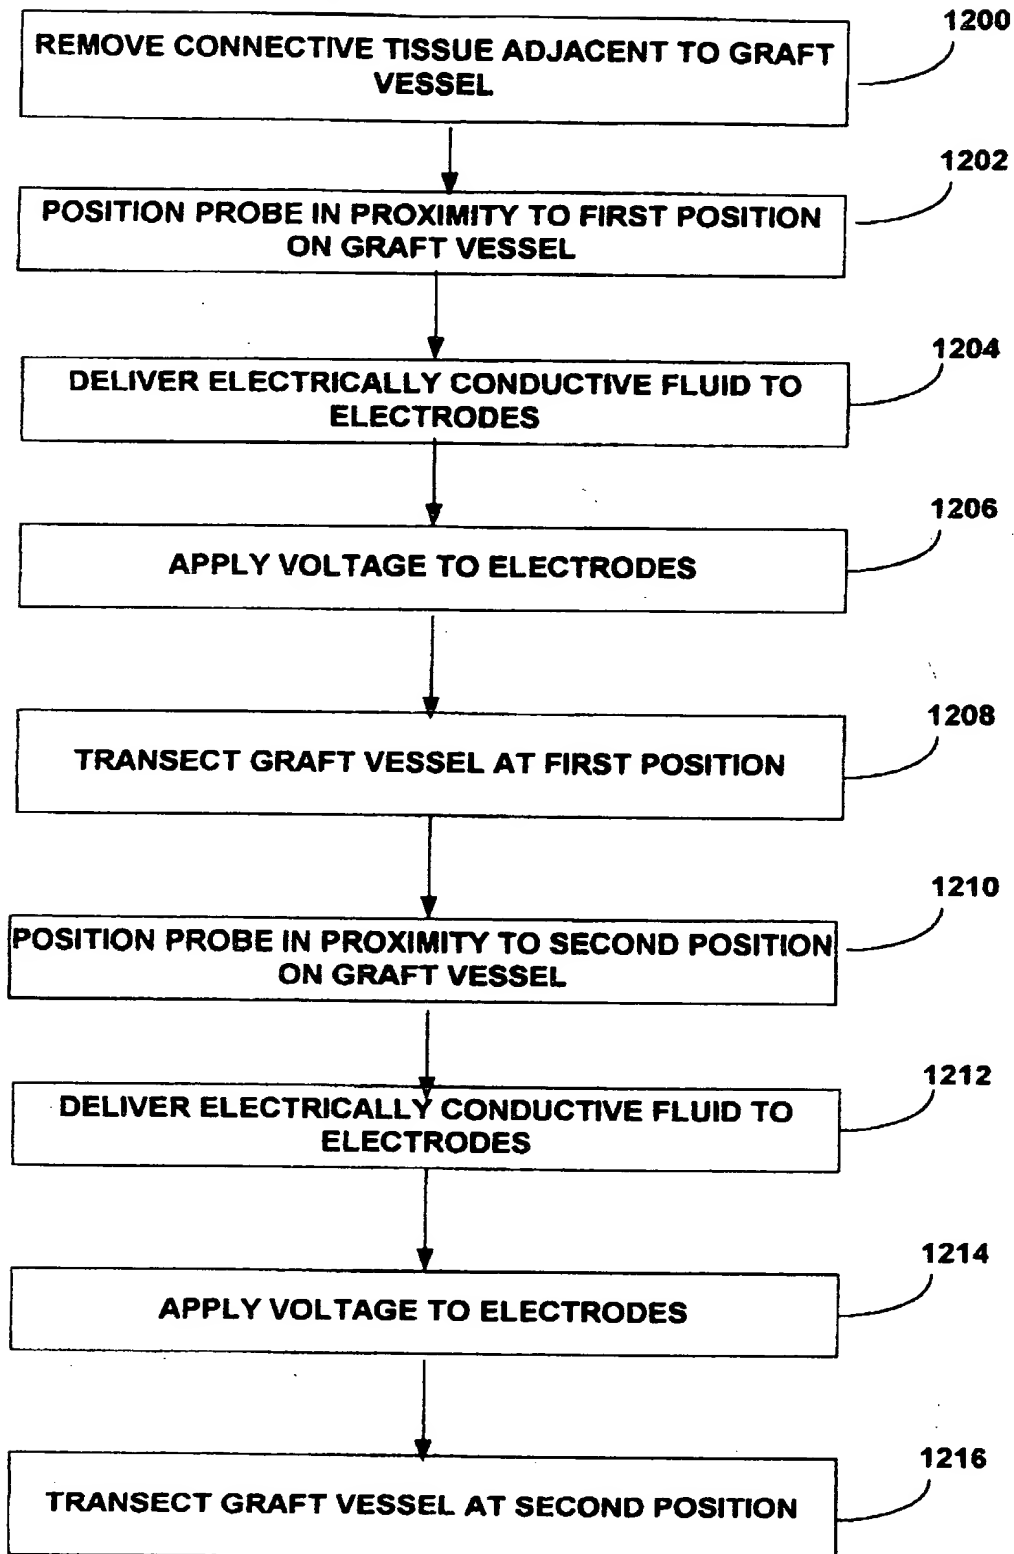 1200
REMOVE CONNECTIVE TISSUE ADJACENT TO GRAFT
VESSEL
1202
POSITION PROBE IN PROXIMITY TO FIRST POSITION
ON GRAFT VESSEL
1204
DELIVER ELECTRICALLY CONDUCTIVE FLUID TO
ELECTRODES
1206
APPLY VOLTAGE TO ELECTRODES
1208
TRANSECT GRAFT VESSEL AT FIRST POSITION
1210
POSITION PROBE IN PROXIMITY TO SECOND POSITION
ON GRAFT VESSEL
1212
DELIVER ELECTRICALLY CONDUCTIVE FLUID TO
ELECTRODES
1214
APPLY VOLTAGE TO ELECTRODES
1216
TRANSECT GRAFT VESSEL AT SECOND POSITION